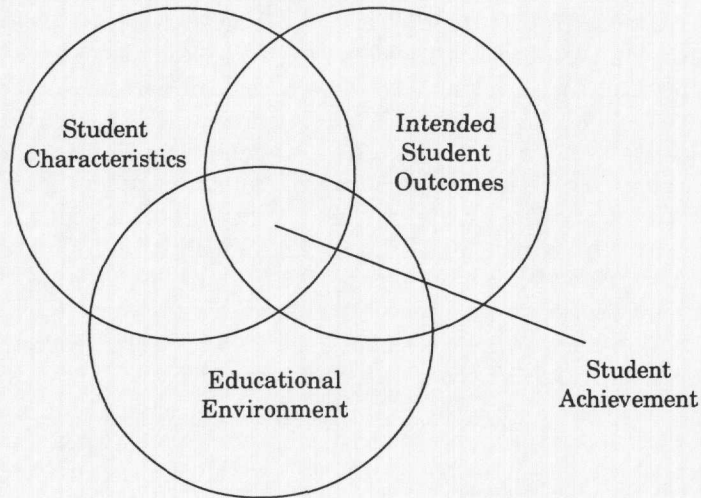 Student
Characteristics
Intended
Student
Outcomes
Educational
Environment
Student
Achievement